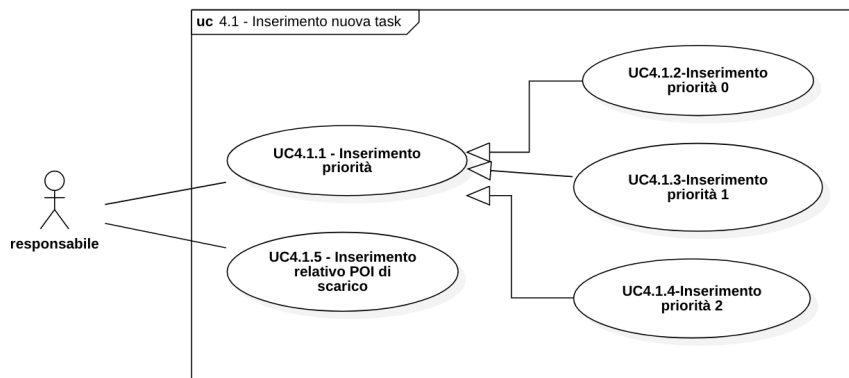 uc 4.1 - Inserimento nuova task
UC4.1.2-Inserimento
priorità 0
UC4.1.1 - Inserimento
priorità
UC4.1.3-Inserimento
priorità 1
responsabile
UC4.1.5 - Inserimento
relativo POI di
scarico
UC4.1.4-Inserimento
priorità 2